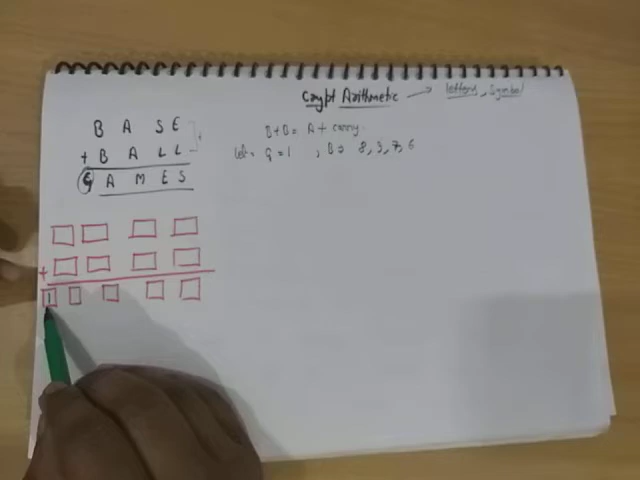 Crypt Arithmetic → letters, Symbol
B A S E
+ B A L L
G A M E S
B+B = A + carry
let G = 1 , B = 8, 9, 7, 6
+
1